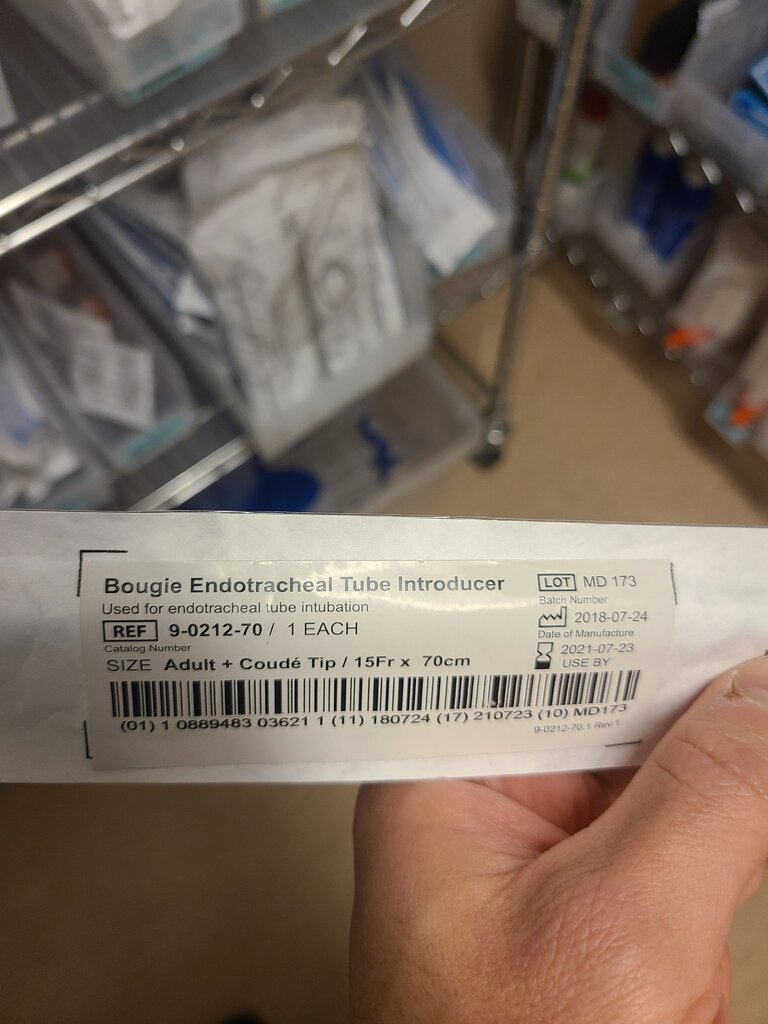 Bougie Endotracheal Tube Introducer
Used for endotracheal tube intubation
REF 9-0212-70 / 1 EACH
Catalog Number
SIZE Adult + Coudé Tip / 15Fr x 70cm
LOT MD 173
Batch Number
2018-07-24
Date of Manufacture
2021-07-23
USE BY
(01) 1 0889483 03621 1 (11) 180724 (17) 210723 (10) MD173
9-0212-70.1 Rev.1